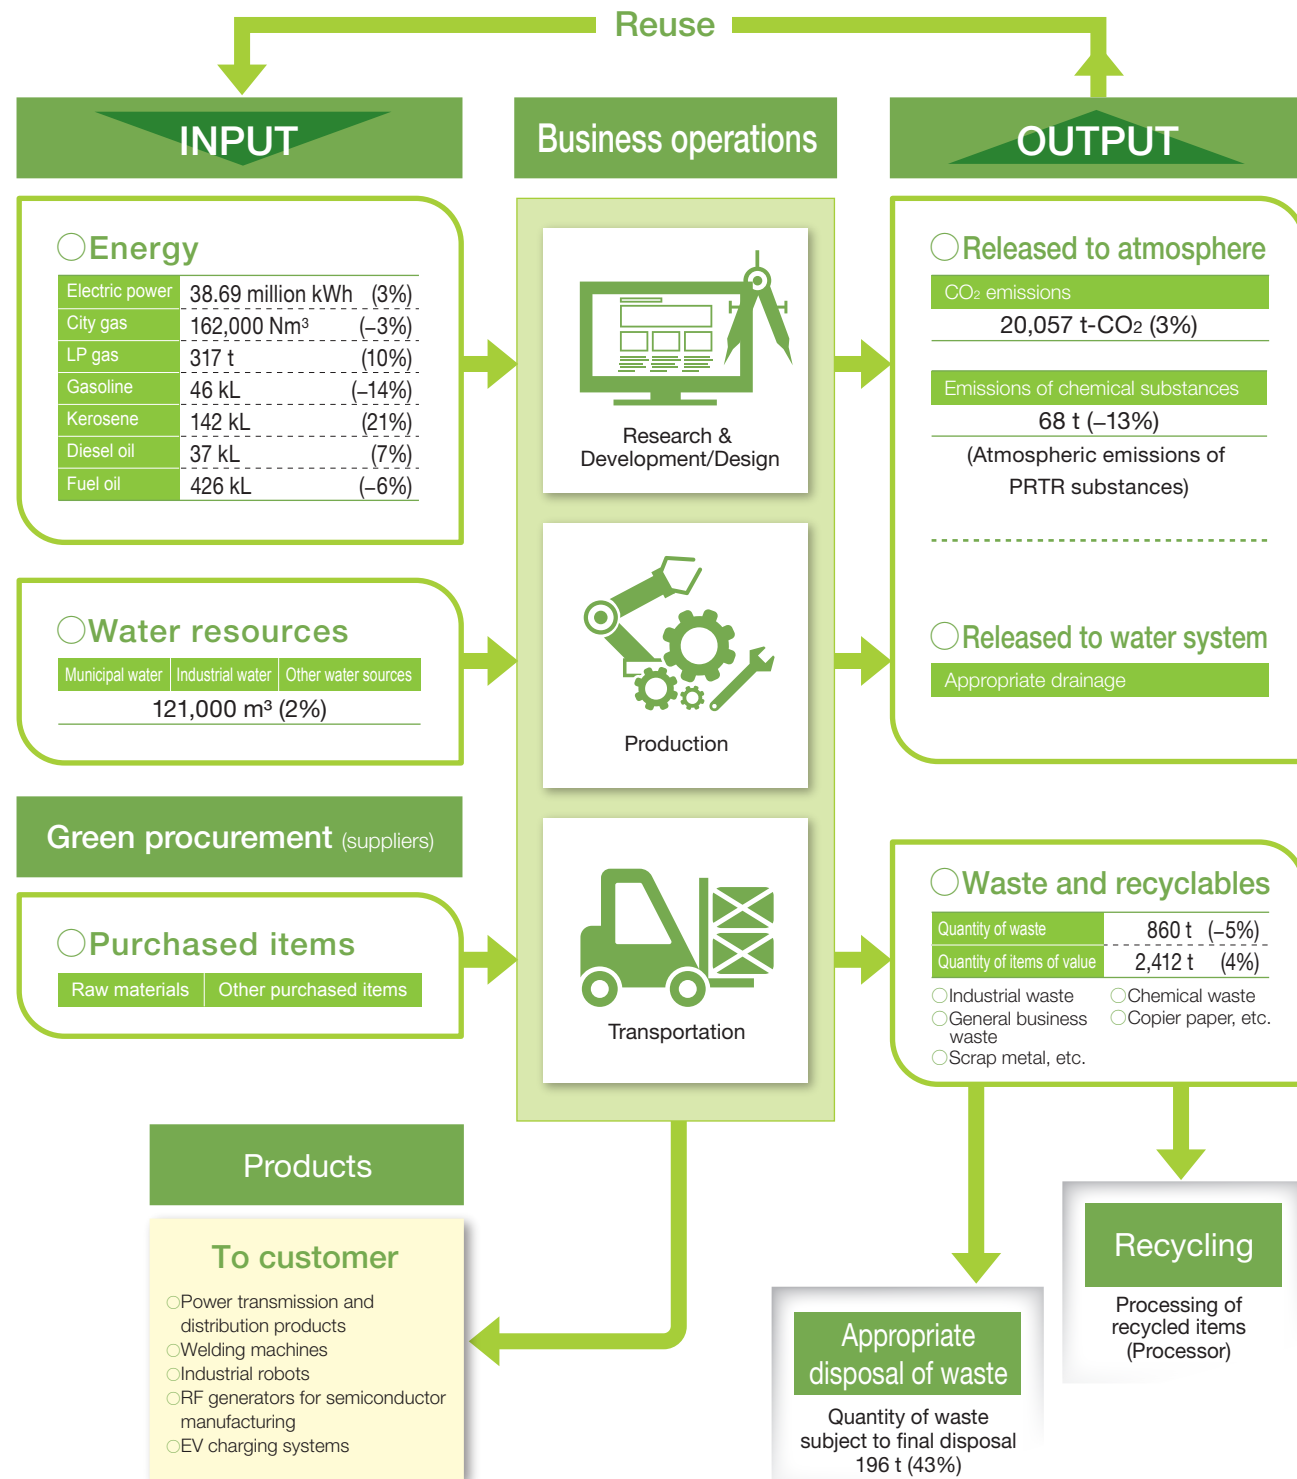 Reuse
INPUT
Business operations
OUTPUT
○Energy
Electric power 38.69 million kWh (3%)
City gas 162,000 Nm³ (−3%)
LP gas 317 t (10%)
Gasoline 46 kL (−14%)
Kerosene 142 kL (21%)
Diesel oil 37 kL (7%)
Fuel oil 426 kL (−6%)
○Water resources
Municipal water Industrial water Other water sources
121,000 m³ (2%)
Green procurement (suppliers)
○Purchased items
Raw materials Other purchased items
Research &
Development/Design
Production
Transportation
○Released to atmosphere
CO₂ emissions
20,057 t-CO₂ (3%)
Emissions of chemical substances
68 t (−13%)
(Atmospheric emissions of
PRTR substances)
○Released to water system
Appropriate drainage
○Waste and recyclables
Quantity of waste 860 t (−5%)
Quantity of items of value 2,412 t (4%)
○Industrial waste
○General business
waste
○Scrap metal, etc.
○Chemical waste
○Copier paper, etc.
Products
To customer
○Power transmission and
distribution products
○Welding machines
○Industrial robots
○RF generators for semiconductor
manufacturing
○EV charging systems
Appropriate
disposal of waste
Quantity of waste
subject to final disposal
196 t (43%)
Recycling
Processing of
recycled items
(Processor)